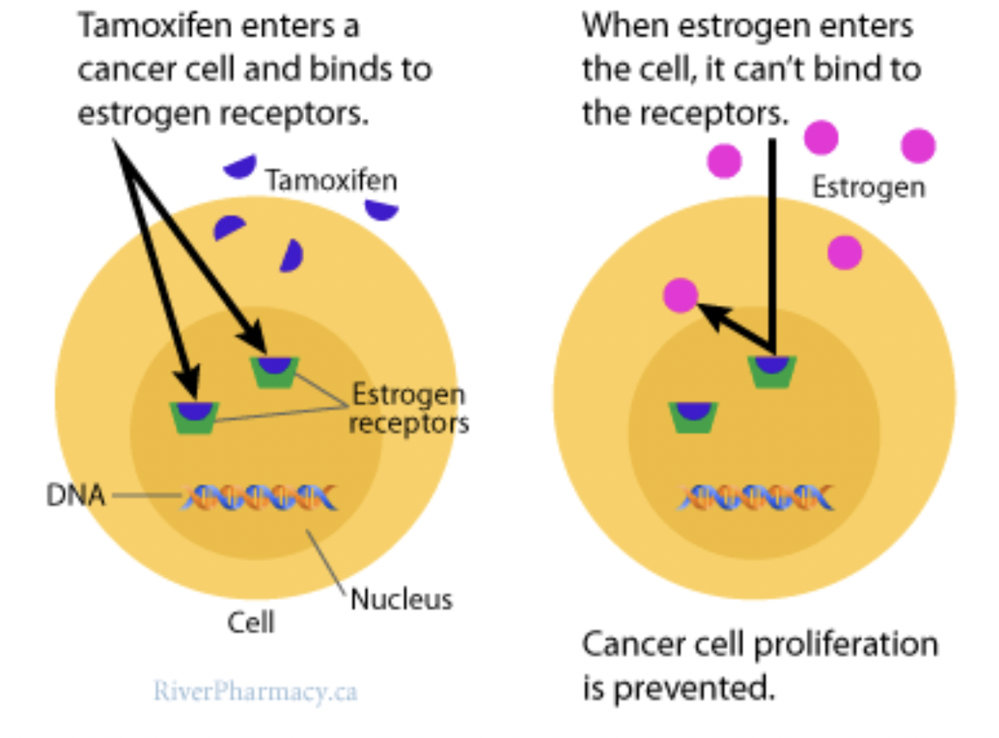 Tamoxifen enters a
cancer cell and binds to
estrogen receptors.
Tamoxifen
Estrogen
receptors
DNA
Nucleus
Cell
RiverPharmacy.ca
When estrogen enters
the cell, it can't bind to
the receptors.
Estrogen
Cancer cell proliferation
is prevented.